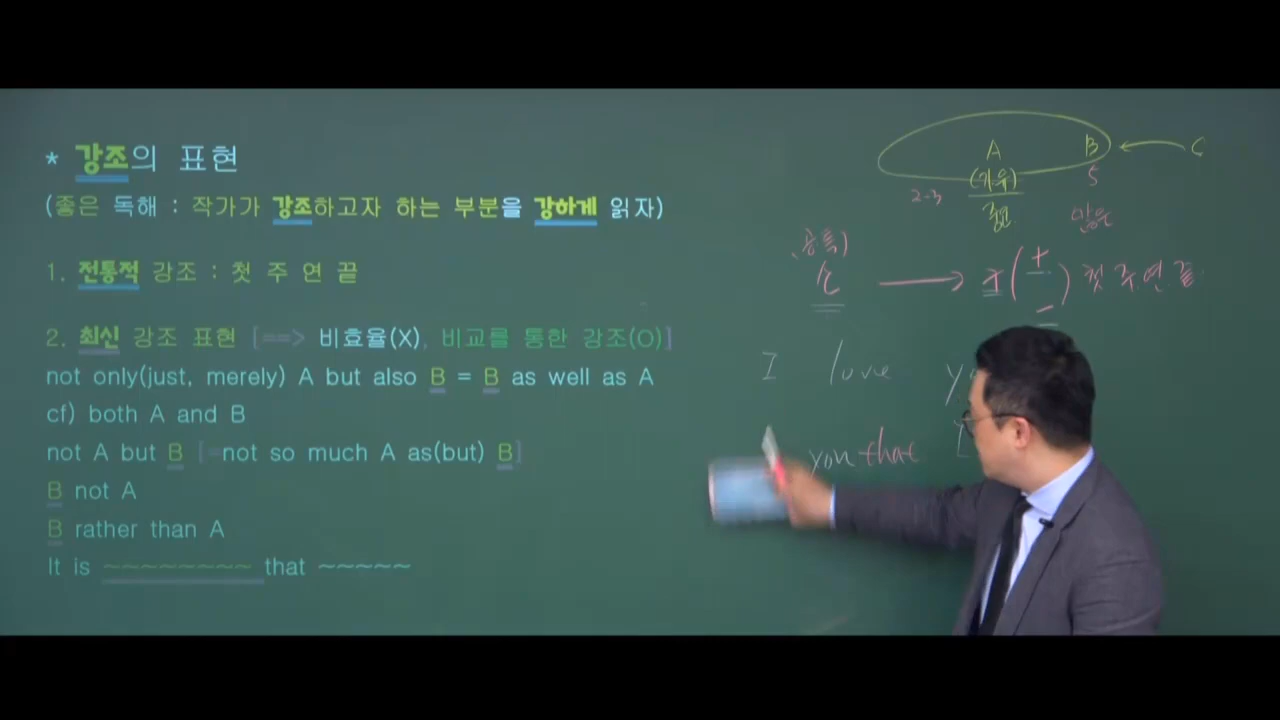 * 강조의 표현
(좋은 독해 : 작가가 강조하고자 하는 부분을 강하게 읽자)
1. 전통적 강조 : 첫 주 연 끝
2. 최신 강조 표현 [==> 비효율(X), 비교를 통한 강조(O)]
not only(just, merely) A but also B = B as well as A
cf) both A and B
not A but B [=not so much A as(but) B]
B not A
B rather than A
It is ~~~~~~~~ that ~~~~~
A B ← C
2-3
5
(+
-) 첫 주.연.끝
I love
you that